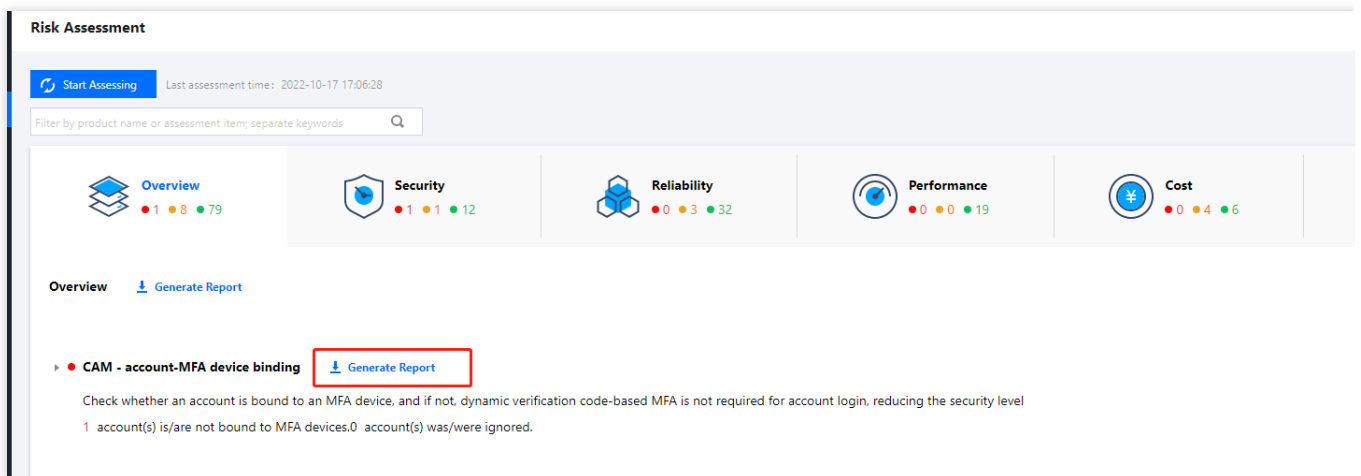 Risk Assessment
Start Assessing Last assessment time: 2022-10-17 17:06:28
Filter by product name or assessment item; separate keywords
Overview
1 8 79
Security
1 1 12
Reliability
0 3 32
Performance
0 0 19
Cost
0 4 6
Overview Generate Report
CAM - account-MFA device binding Generate Report
Check whether an account is bound to an MFA device, and if not, dynamic verification code-based MFA is not required for account login, reducing the security level
1 account(s) is/are not bound to MFA devices.0 account(s) was/were ignored.